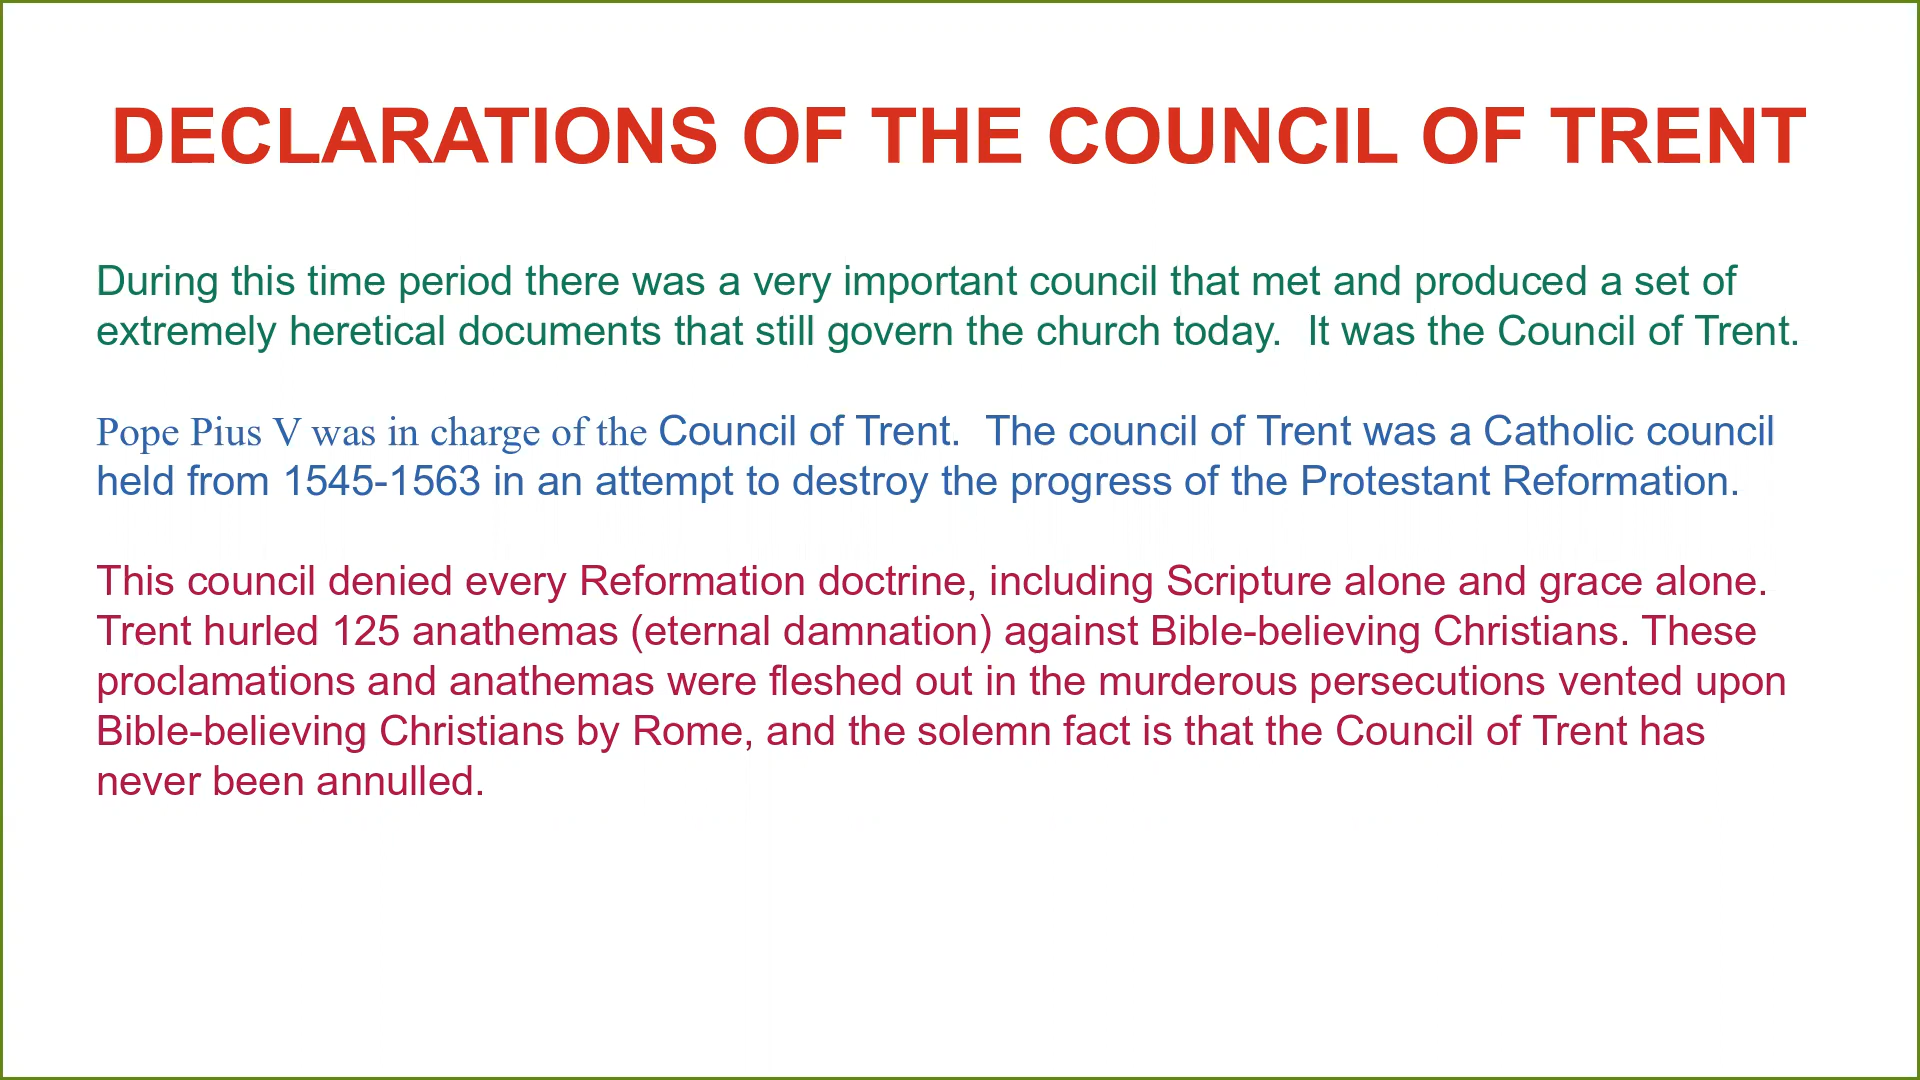 DECLARATIONS OF THE COUNCIL OF TRENT
During this time period there was a very important council that met and produced a set of
extremely heretical documents that still govern the church today.  It was the Council of Trent.
Pope Pius V was in charge of the Council of Trent.  The council of Trent was a Catholic council
held from 1545-1563 in an attempt to destroy the progress of the Protestant Reformation.
This council denied every Reformation doctrine, including Scripture alone and grace alone.
Trent hurled 125 anathemas (eternal damnation) against Bible-believing Christians. These
proclamations and anathemas were fleshed out in the murderous persecutions vented upon
Bible-believing Christians by Rome, and the solemn fact is that the Council of Trent has
never been annulled.